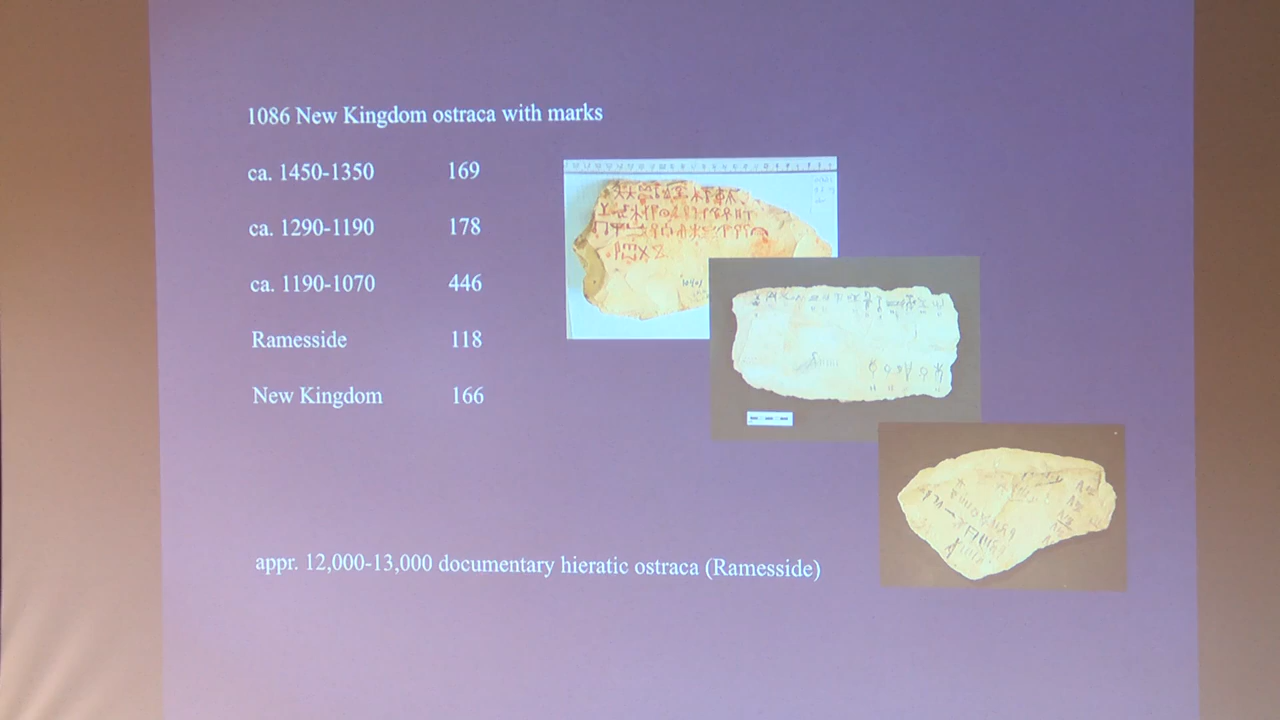 1086 New Kingdom ostraca with marks
ca. 1450-1350 169
ca. 1290-1190 178
ca. 1190-1070 446
Ramesside 118
New Kingdom 166
appr. 12,000-13,000 documentary hieratic ostraca (Ramesside)